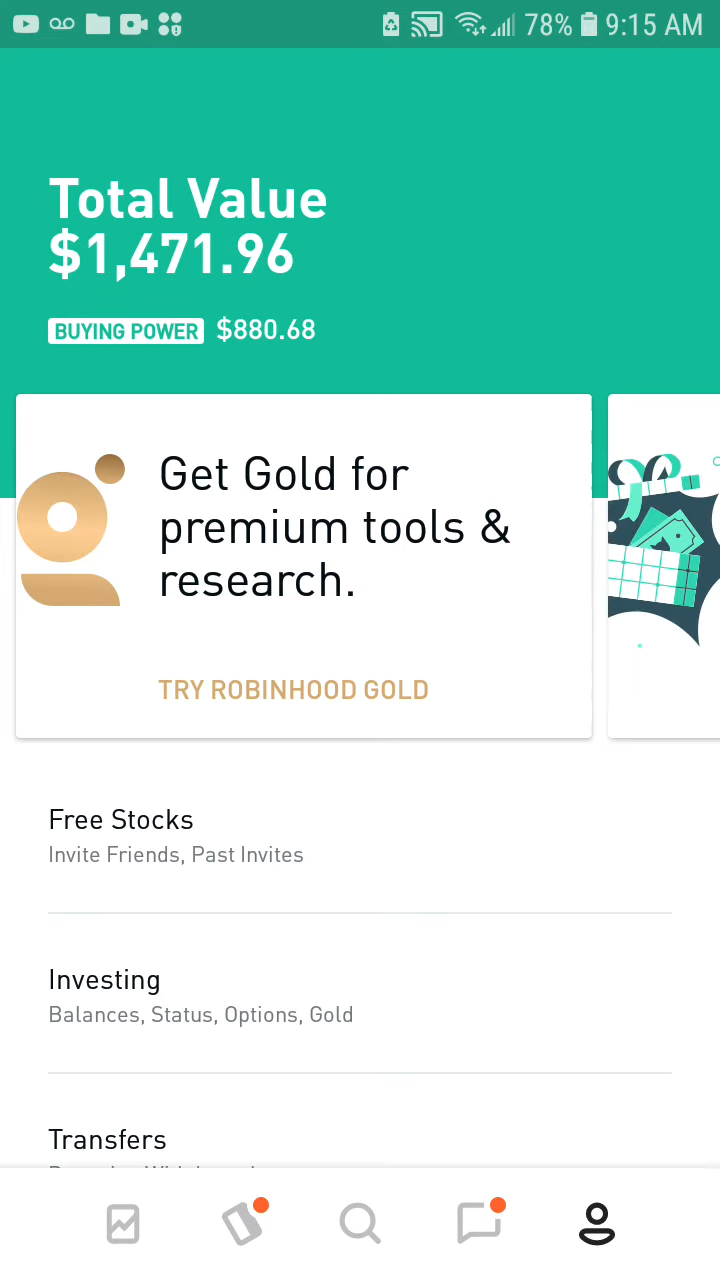 78% 9:15 AM
Total Value
$1,471.96
BUYING POWER $880.68
Get Gold for
premium tools &
research.
TRY ROBINHOOD GOLD
Free Stocks
Invite Friends, Past Invites
Investing
Balances, Status, Options, Gold
Transfers